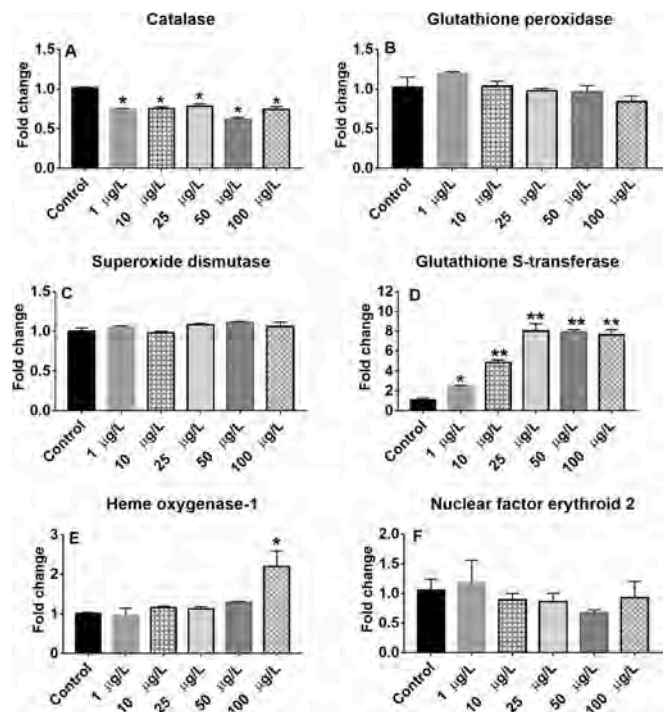 Catalase
A
Fold change
1.5
1.0
0.5
0.0
* * * * *
Control
1 µg/L
10 µg/L
25 µg/L
50 µg/L
100 µg/L
Glutathione peroxidase
B
Fold change
1.5
1.0
0.5
0.0
Control
1 µg/L
10 µg/L
25 µg/L
50 µg/L
100 µg/L
Superoxide dismutase
C
Fold change
1.5
1.0
0.5
0.0
Control
1 µg/L
10 µg/L
25 µg/L
50 µg/L
100 µg/L
Glutathione S-transferase
D
Fold change
12
10
8
6
4
2
0
* ** ** ** **
Control
1 µg/L
10 µg/L
25 µg/L
50 µg/L
100 µg/L
Heme oxygenase-1
E
Fold change
3
2
1
0
*
Control
1 µg/L
10 µg/L
25 µg/L
50 µg/L
100 µg/L
Nuclear factor erythroid 2
F
Fold change
2.0
1.5
1.0
0.5
0.0
Control
1 µg/L
10 µg/L
25 µg/L
50 µg/L
100 µg/L